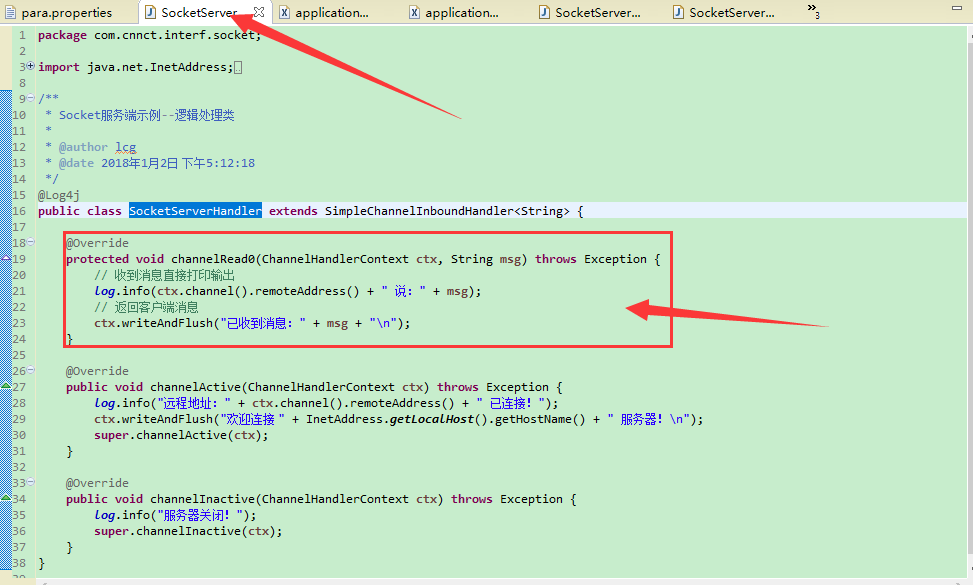 para.properties SocketServer... application... application... SocketServer... SocketServer... »3
1 package com.cnnct.interf.socket;
2
3 import java.net.InetAddress;
8
9 /**
10 * Socket服务端示例--逻辑处理类
11 *
12 * @author lcg
13 * @date 2018年1月2日 下午5:12:18
14 */
15 @Log4j
16 public class SocketServerHandler extends SimpleChannelInboundHandler<String> {
17
18 @Override
19 protected void channelRead0(ChannelHandlerContext ctx, String msg) throws Exception {
20 // 收到消息直接打印输出
21 log.info(ctx.channel().remoteAddress() + " 说：" + msg);
22 // 返回客户端消息
23 ctx.writeAndFlush("已收到消息：" + msg + "\n");
24 }
25
26 @Override
27 public void channelActive(ChannelHandlerContext ctx) throws Exception {
28 log.info("远程地址：" + ctx.channel().remoteAddress() + " 已连接！");
29 ctx.writeAndFlush("欢迎连接 " + InetAddress.getLocalHost().getHostName() + " 服务器！\n");
30 super.channelActive(ctx);
31 }
32
33 @Override
34 public void channelInactive(ChannelHandlerContext ctx) throws Exception {
35 log.info("服务器关闭！");
36 super.channelInactive(ctx);
37 }
38 }
39